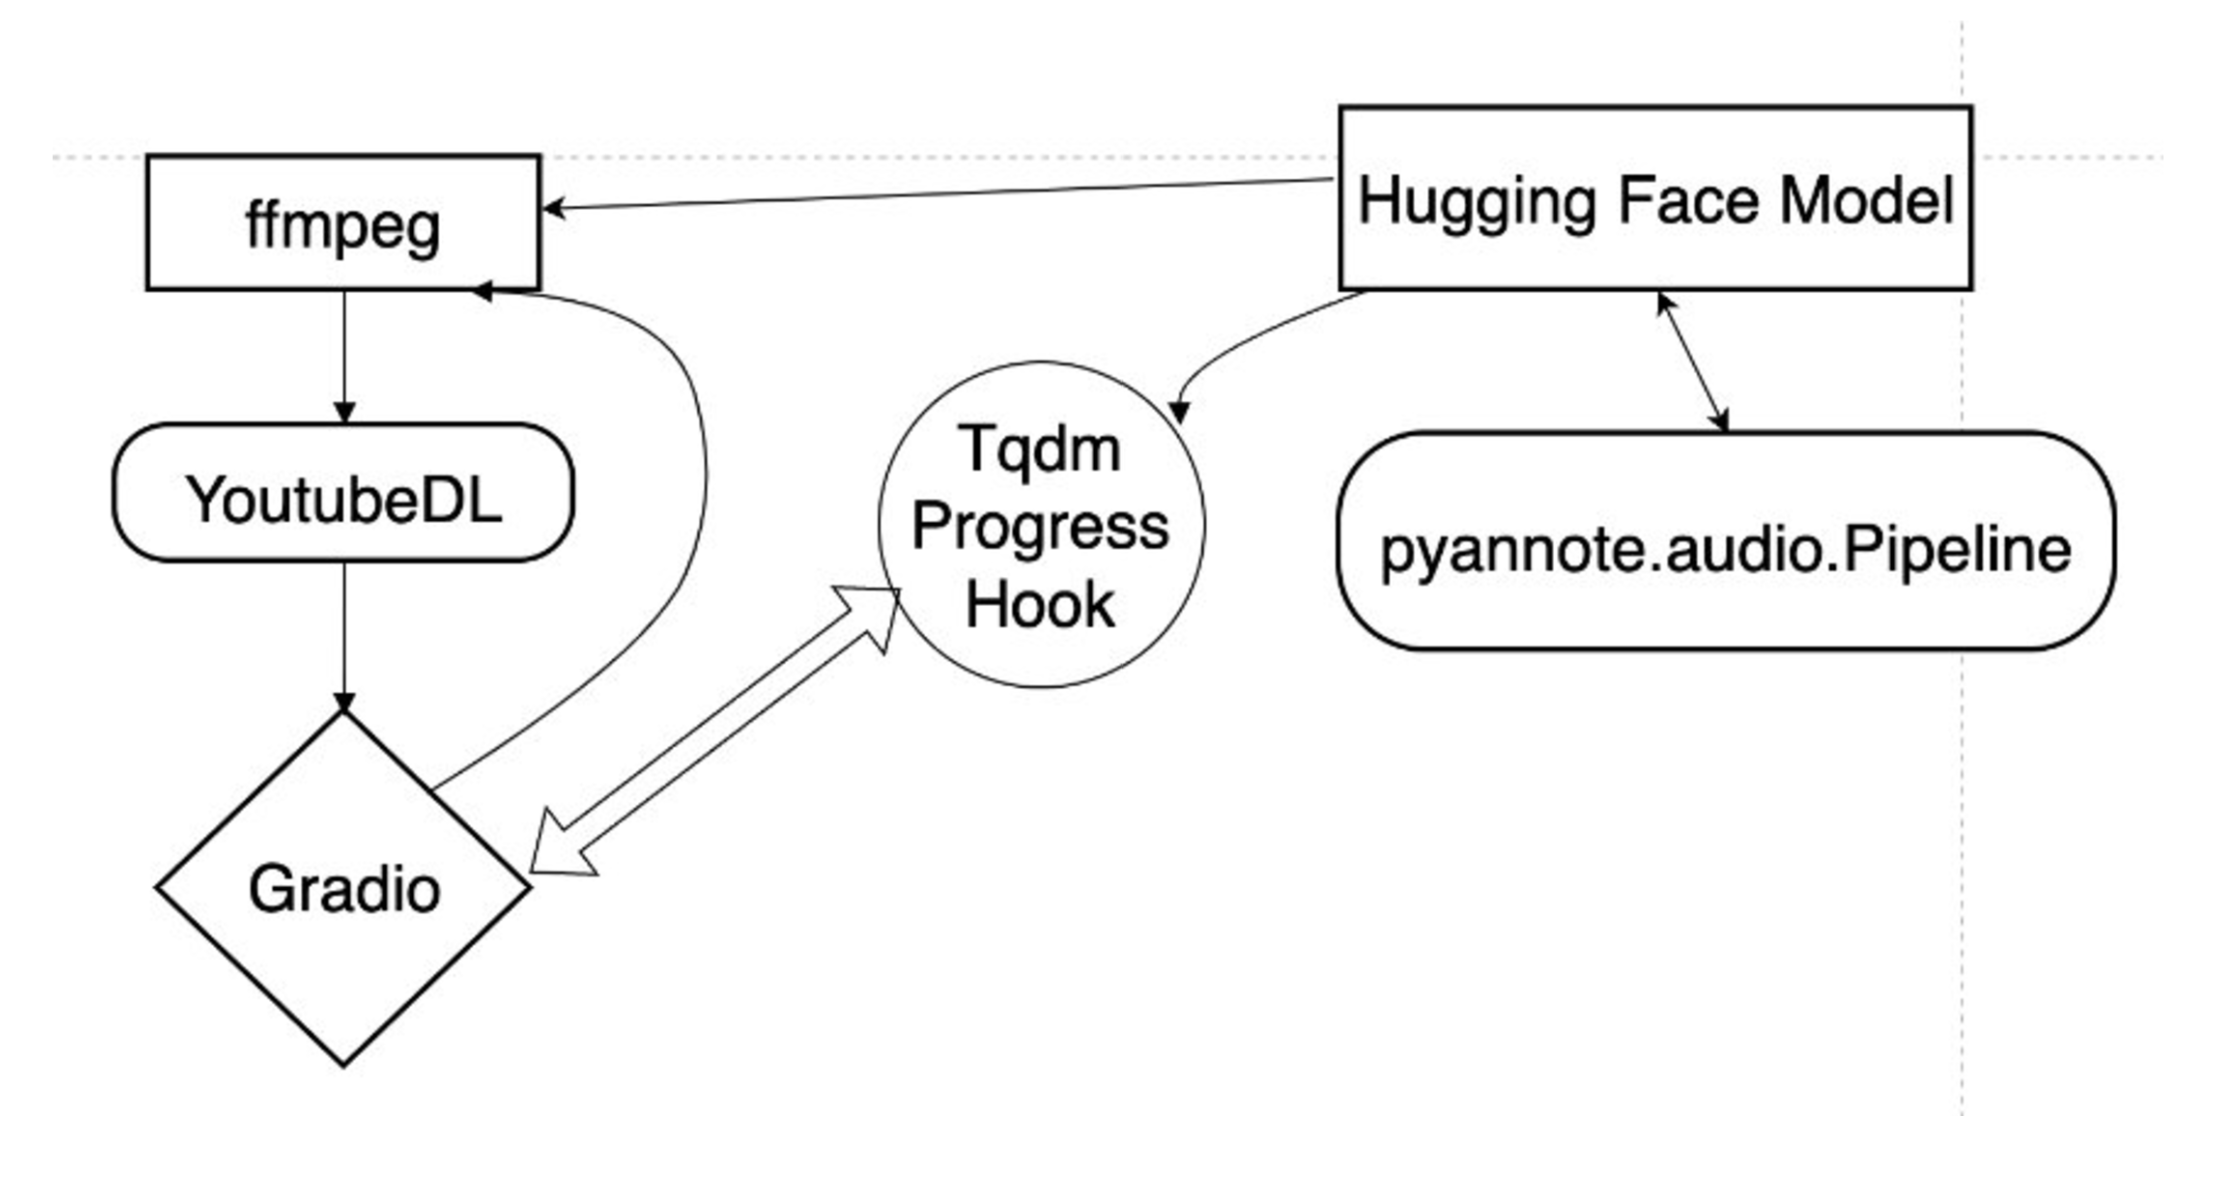 ffmpeg
Hugging Face Model
YoutubeDL
Tqdm
Progress
Hook
pyannote.audio.Pipeline
Gradio